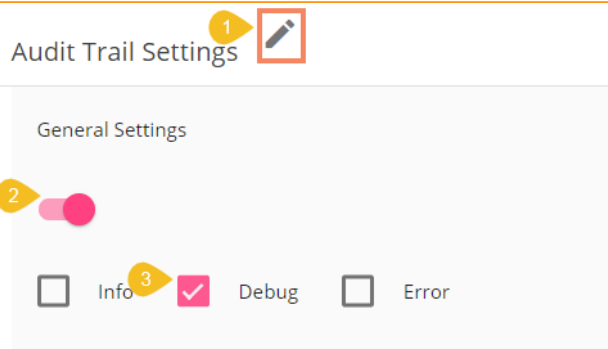 1
Audit Trail Settings
General Settings
2
Info 3 Debug Error